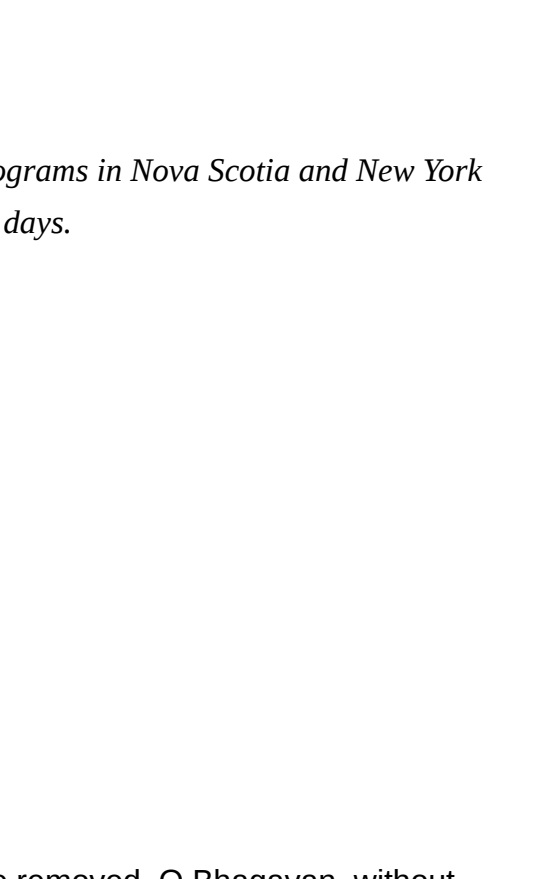 ograms in Nova Scotia and New York
days.
removed, O Bhagavan, without